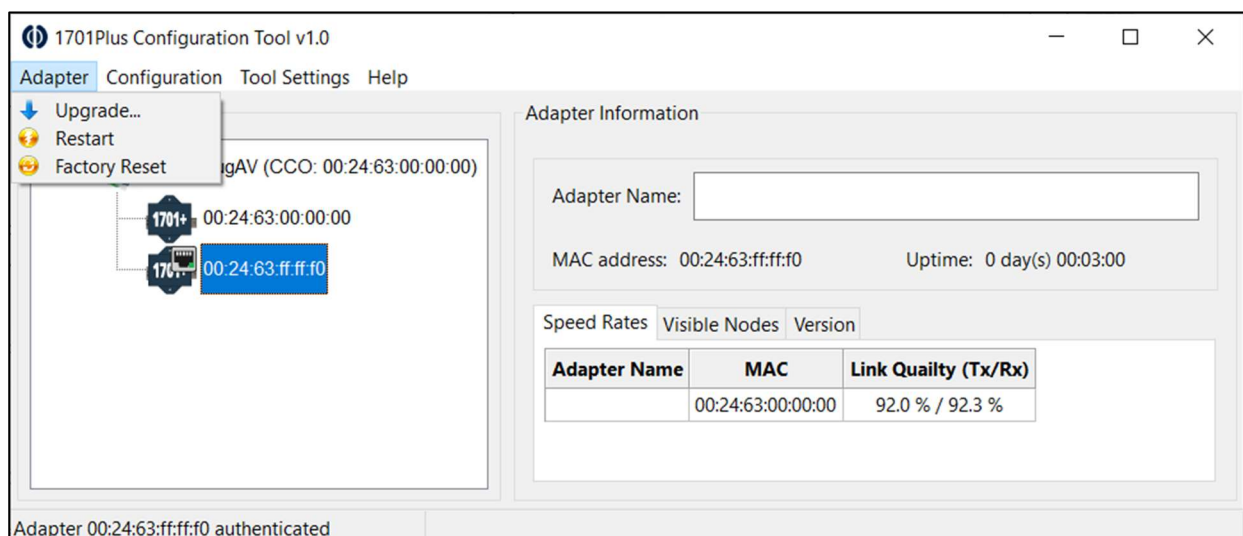 1701Plus Configuration Tool v1.0
Adapter Configuration Tool Settings Help
Upgrade...
Restart
Factory Reset
ugAV (CCO: 00:24:63:00:00:00)
1701+ 00:24:63:00:00:00
00:24:63:ff:ff:f0
Adapter Information
Adapter Name:
MAC address: 00:24:63:ff:ff:f0 Uptime: 0 day(s) 00:03:00
Speed Rates Visible Nodes Version
Adapter Name MAC Link Quailty (Tx/Rx)
00:24:63:00:00:00 92.0 % / 92.3 %
Adapter 00:24:63:ff:ff:f0 authenticated